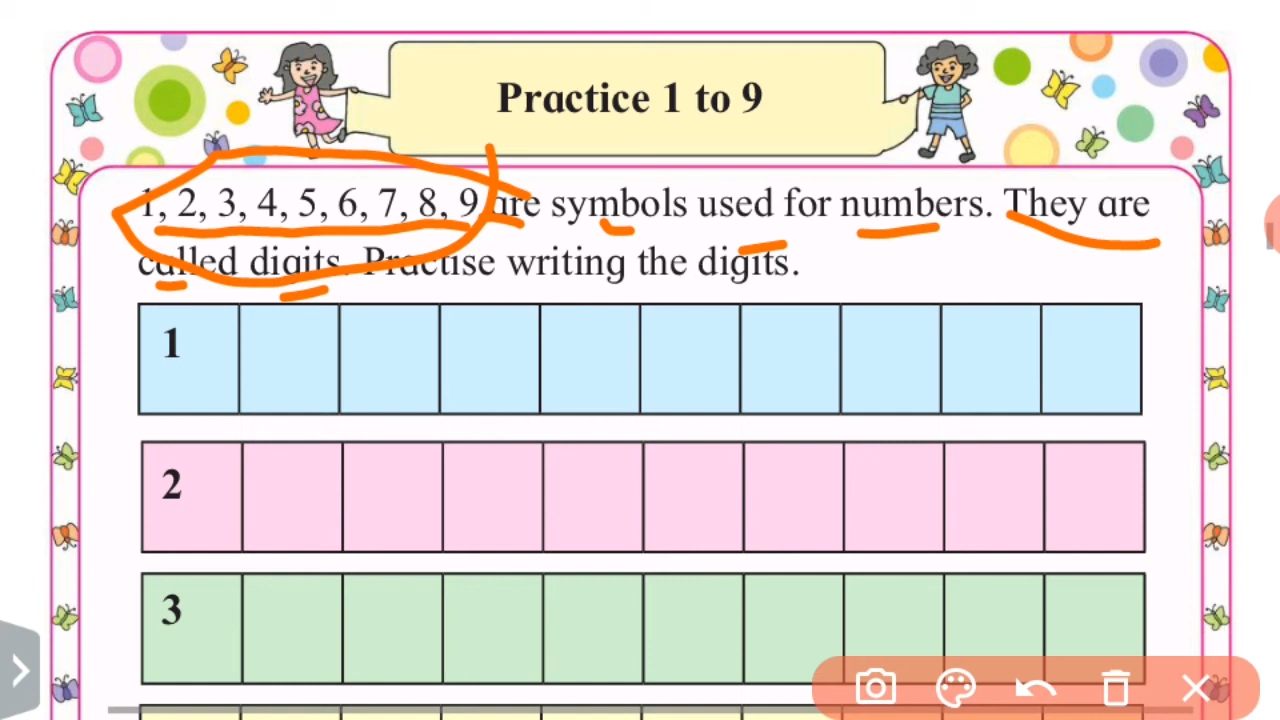 Practice 1 to 9
1, 2, 3, 4, 5, 6, 7, 8, 9 are symbols used for numbers. They are
called digits. Practise writing the digits.
1
2
3